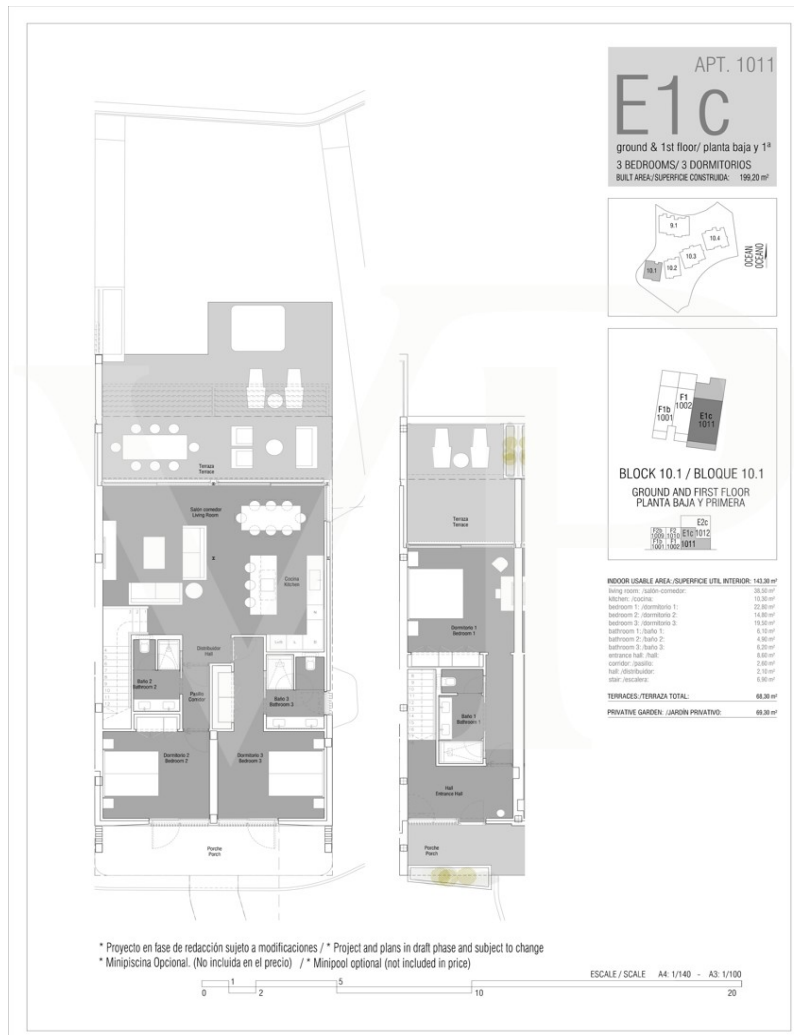 APT. 1011
E1c
ground & 1st floor/ planta baja y 1ª
3 BEDROOMS/ 3 DORMITORIOS
BUILT AREA:/SUPERFICIE CONSTRUIDA: 199,20 m²
9.1
10.4
10.3
10.2
10.1
OCEAN
OCEANO
F1b
1001
F1
1002
E1c
1011
BLOCK 10.1 / BLOQUE 10.1
GROUND AND FIRST FLOOR
PLANTA BAJA Y PRIMERA
E2c
1012
F2b
1009
F2
1010
E1c
1011
F1b
1001
F1
1002
INDOOR USABLE AREA:/SUPERFICIE UTIL INTERIOR: 143,30 m²
living room: /salón-comedor: 38,50 m²
kitchen: /cocina: 10,30 m²
bedroom 1: /dormitorio 1: 22,80 m²
bedroom 2: /dormitorio 2: 14,80 m²
bedroom 3: /dormitorio 3: 19,50 m²
bathroom 1: /baño 1: 6,10 m²
bathroom 2: /baño 2: 4,90 m²
bathroom 3: /baño 3: 6,20 m²
entrance hall: /hall:
corridor: /pasillo: 2,60 m²
hall: /distribuidor: 2,10 m²
stair: /escalera:
TERRACES:/TERRAZA TOTAL: 68,30 m²
PRIVATIVE GARDEN: /JARDÍN PRIVATIVO: 69,30 m²
Terraza
Terrace
Salón comedor
Living Room
Cocina
Kitchen
Distribuidor
Hall
Baño 2
Bathroom 2
Pasillo
Corridor
Baño 3
Bathroom 3
Dormitorio 2
Bedroom 2
Dormitorio 3
Bedroom 3
Porche
Porch
Terraza
Terrace
Dormitorio 1
Bedroom 1
Baño 1
Bathroom 1
Hall
Entrance Hall
Porche
Porch
* Proyecto en fase de redacción sujeto a modificaciones / * Project and plans in draft phase and subject to change
* Minipiscina Opcional. (No incluida en el precio) / * Minipool optional (not included in price)
ESCALE / SCALE A4: 1/140 - A3: 1/100
0 1 2 5 10 20